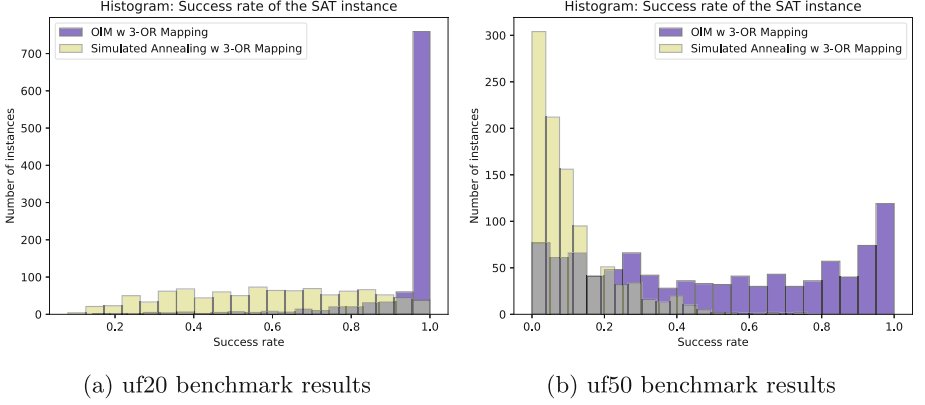 Histogram: Success rate of the SAT instance
OIM w 3-OR Mapping
Simulated Annealing w 3-OR Mapping
Number of instances
700
600
500
400
300
200
100
0
0.2
0.4
0.6
0.8
1.0
Success rate
(a) uf20 benchmark results
Histogram: Success rate of the SAT instance
OIM w 3-OR Mapping
Simulated Annealing w 3-OR Mapping
Number of instances
300
250
200
150
100
50
0
0.0
0.2
0.4
0.6
0.8
1.0
Success rate
(b) uf50 benchmark results